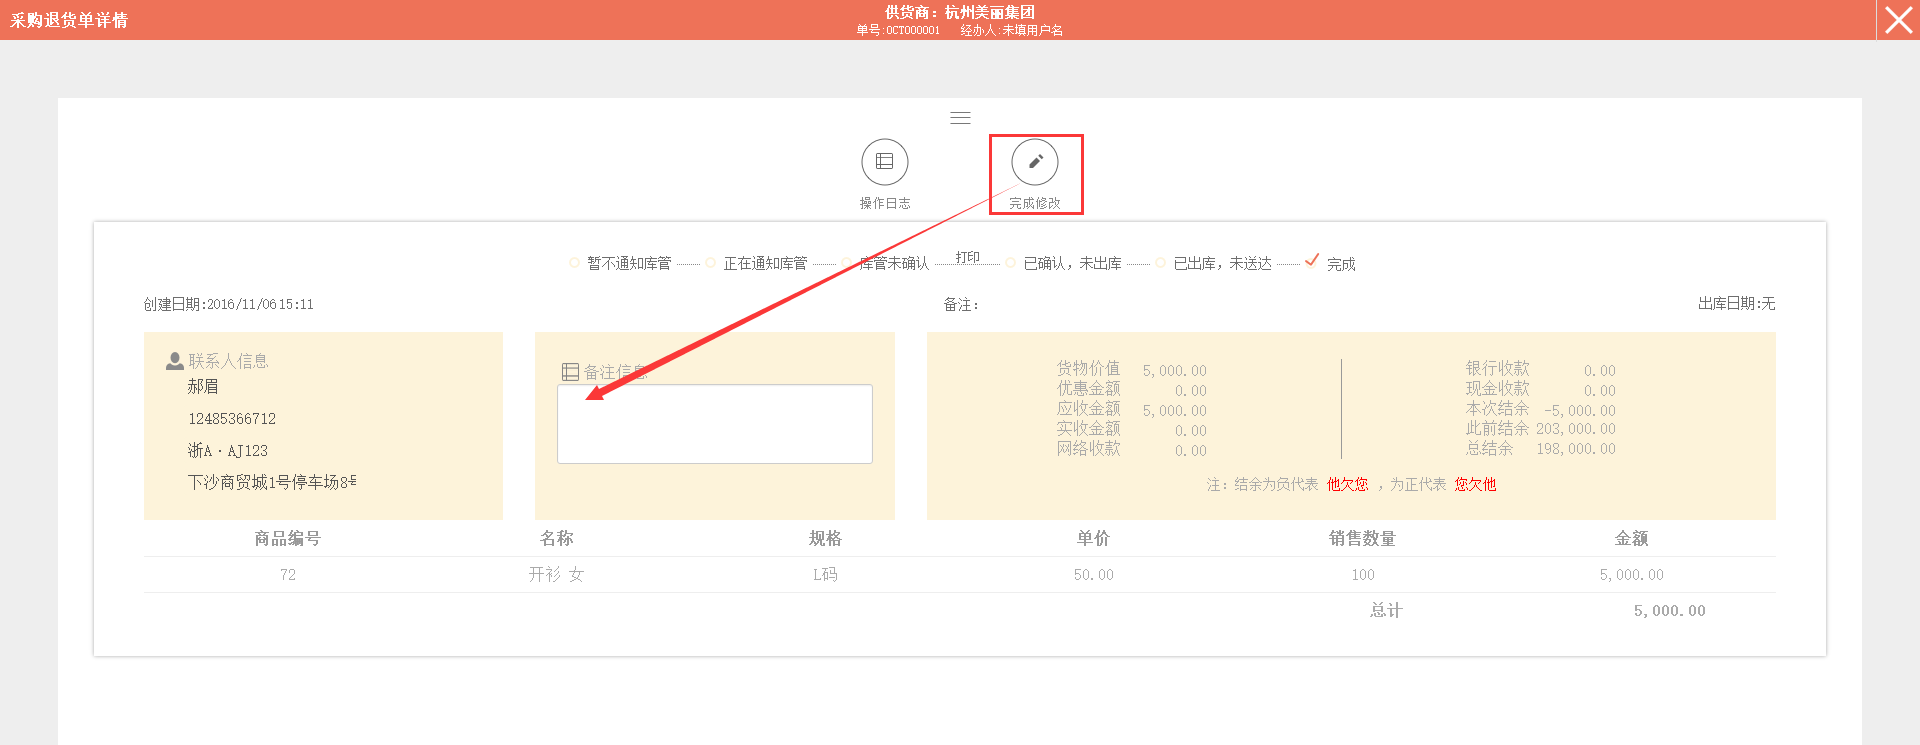 采购退货单详情
供货商：杭州美丽集团
单号:OCT000001 经办人:未填用户名
操作日志 完成修改
暂不通知库管 正在通知库管 库管未确认 打印 已确认，未出库 已出库，未送达 完成
创建日期:2016/11/06 15:11 备注： 出库日期:无
联系人信息
郝眉
12485366712
浙A·AJ123
下沙商贸城1号停车场8号
备注信息
货物价值 5,000.00 银行收款 0.00
优惠金额 0.00 现金收款 0.00
应收金额 5,000.00 本次结余 -5,000.00
实收金额 0.00 此前结余 203,000.00
网络收款 0.00 总结余 198,000.00
注：结余为负代表 他欠您 ，为正代表 您欠他
商品编号 名称 规格 单价 销售数量 金额
72 开衫 女 L码 50.00 100 5,000.00
总计 5,000.00